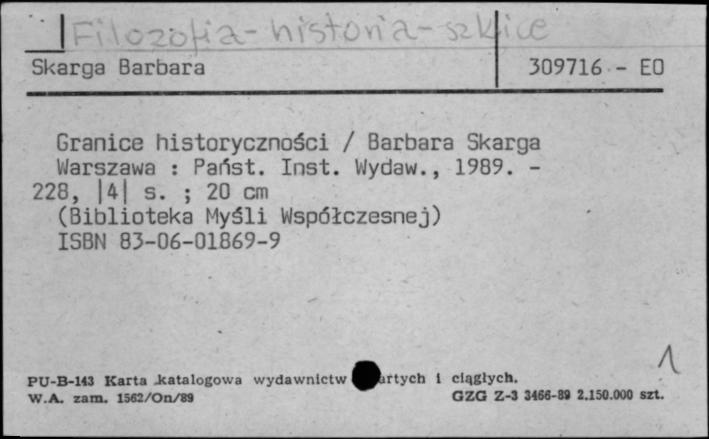 Filozofia - historia - szkice
Skarga Barbara 309716 - EO
Granice historyczności / Barbara Skarga
Warszawa : Państ. Inst. Wydaw., 1989. -
228, |4| s. ; 20 cm
(Biblioteka Myśli Współczesnej)
ISBN 83-06-01869-9
1
PU-B-143 Karta katalogowa wydawnictw artych i ciągłych.
W.A. zam. 1562/On/89 GZG Z-3 3466-89 2.150.000 szt.